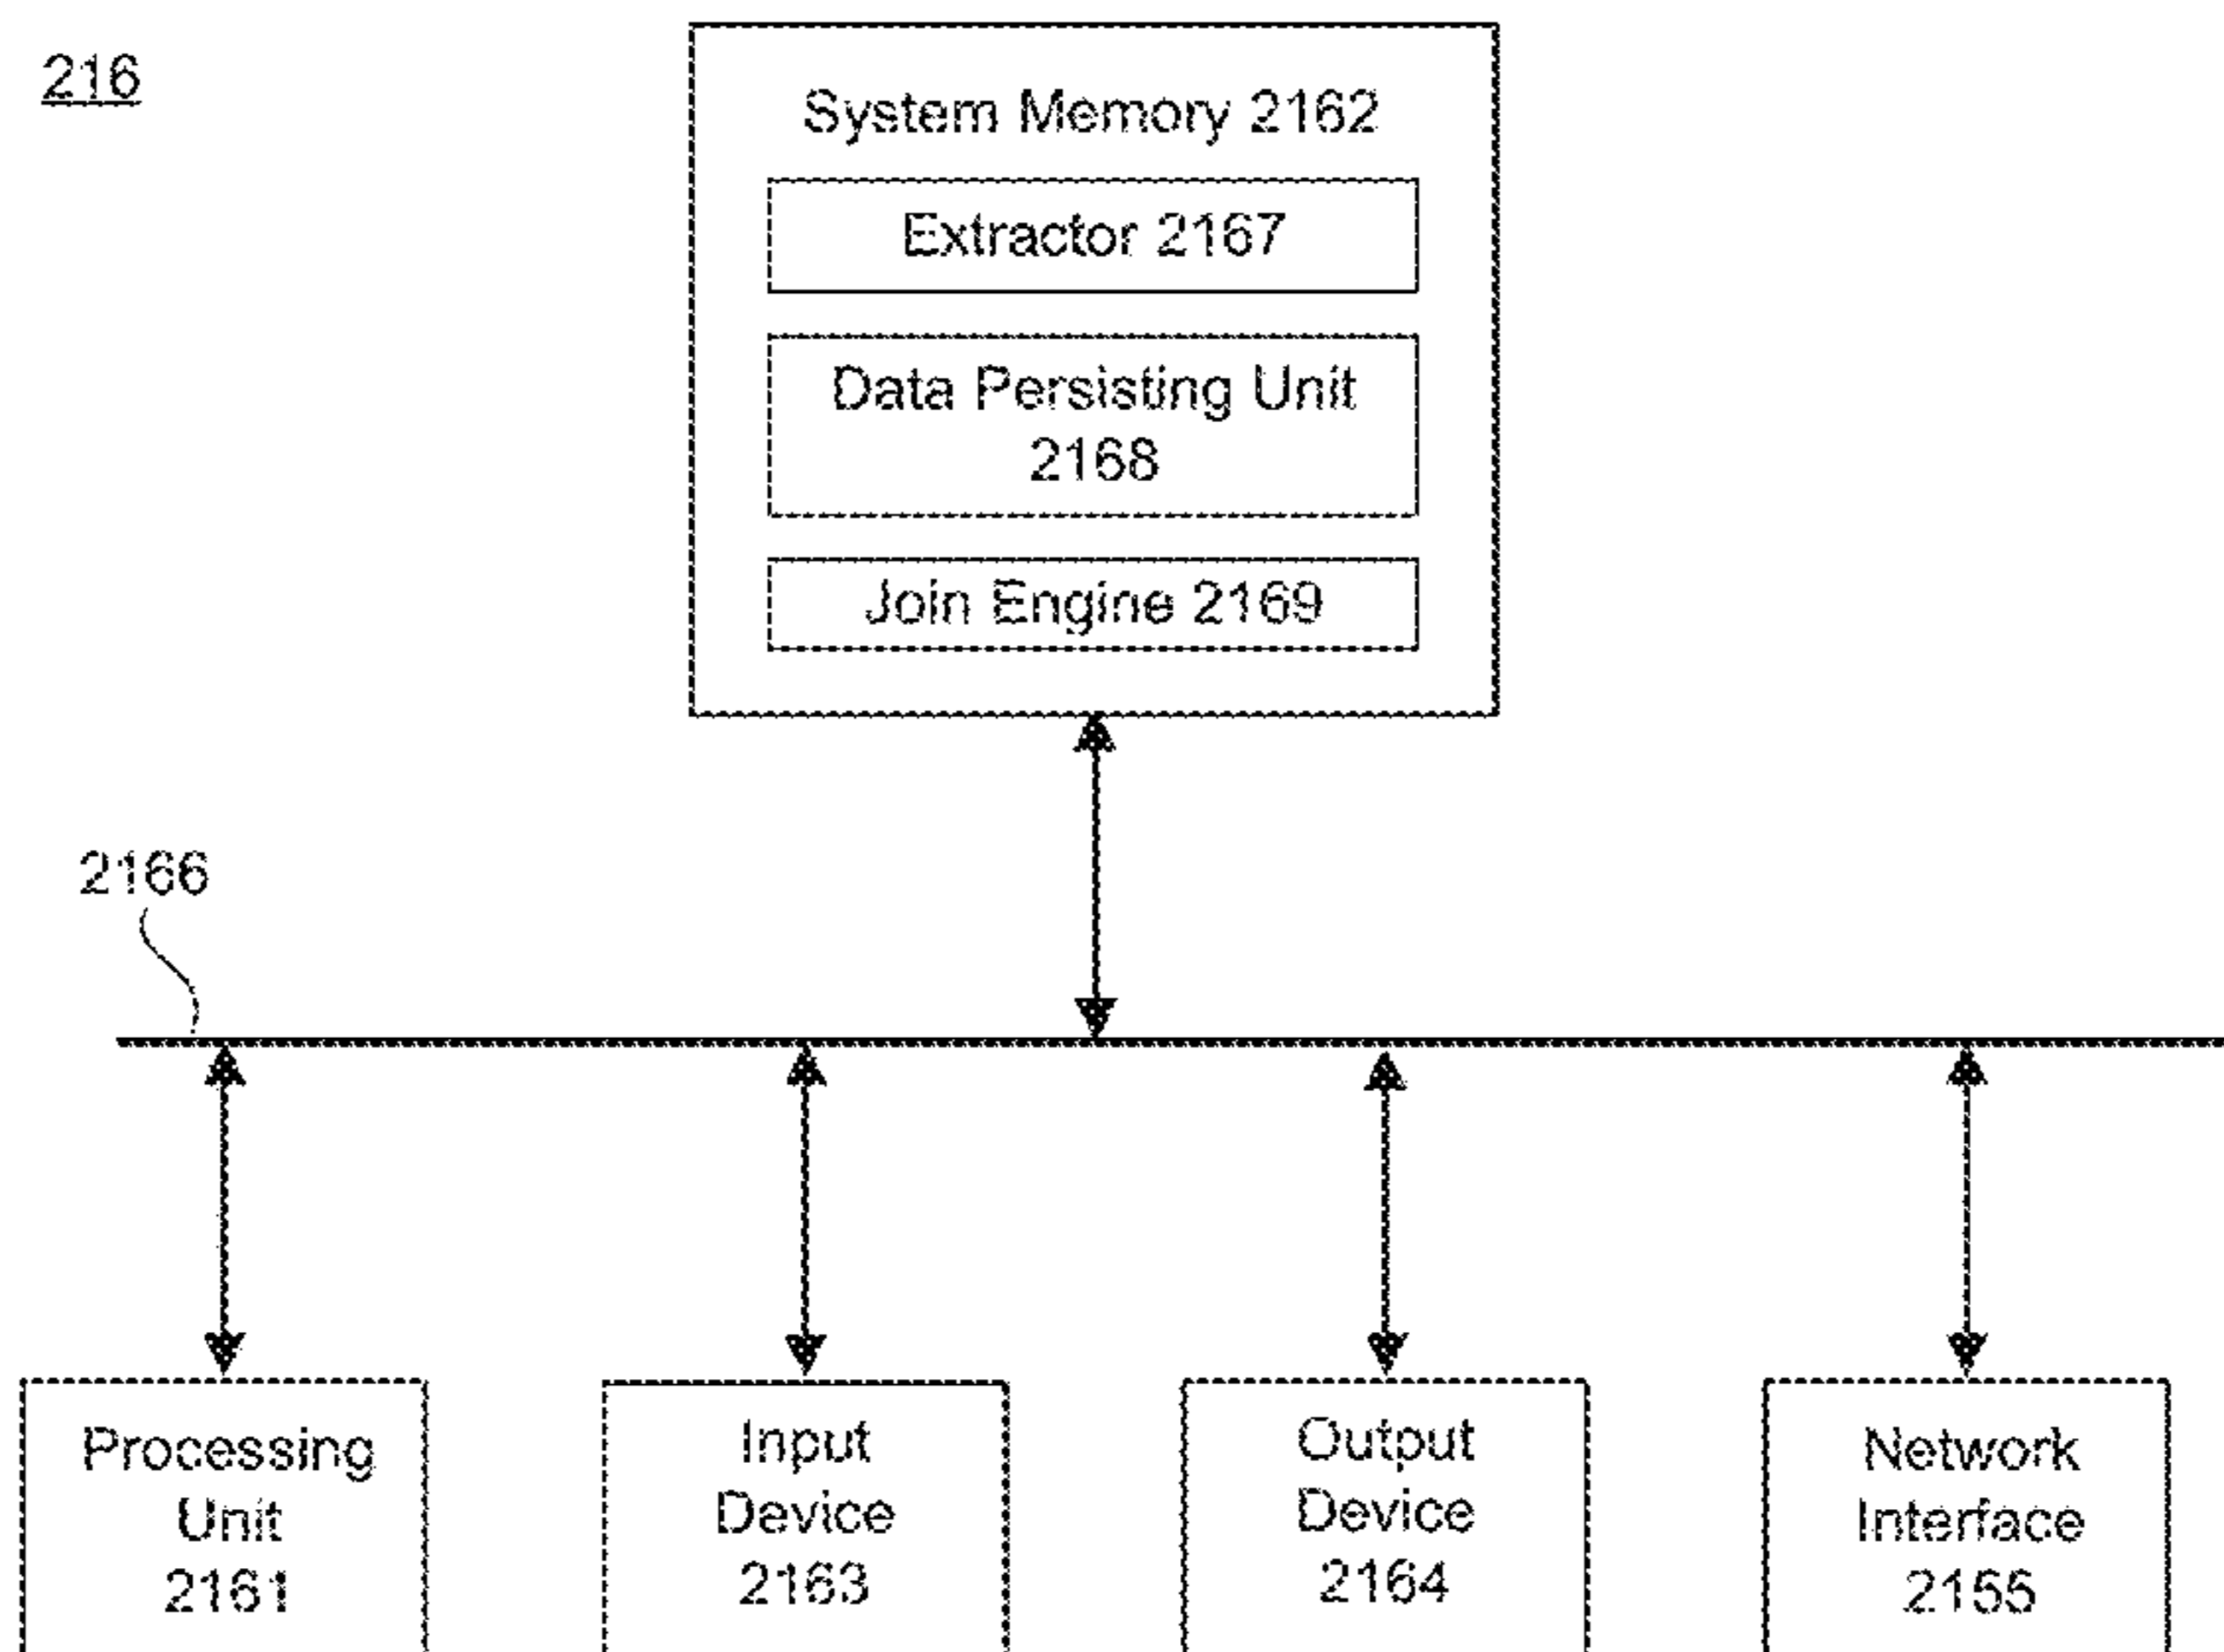 216
System Memory 2162
Extractor 2167
Data Persisting Unit
2168
Join Engine 2169
2166
Processing
Unit
2161
Input
Device
2163
Output
Device
2164
Network
Interface
2155